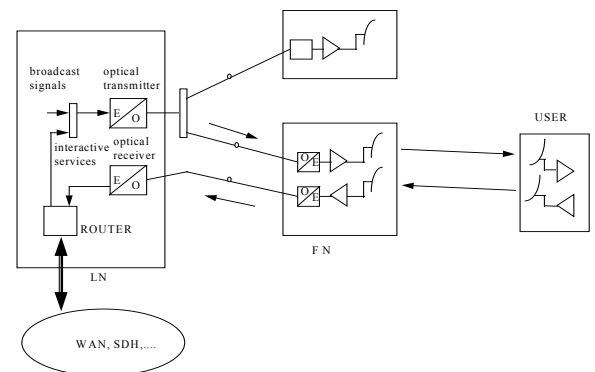 broadcast signals
optical transmitter
E O
interactive services
optical receiver
E O
ROUTER
LN
WAN, SDH,....
O E
O E
F N
USER